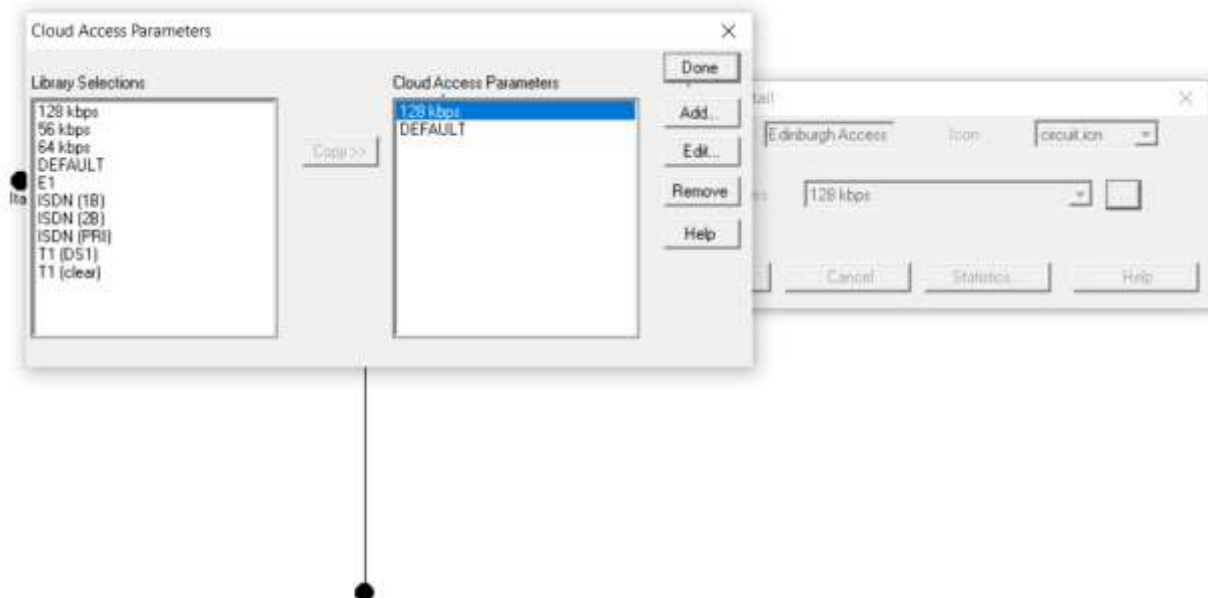 Cloud Access Parameters
Library Selections
128 kbps
56 kbps
64 kbps
DEFAULT
E1
ISDN (1B)
ISDN (2B)
ISDN (PRI)
T1 (DS1)
T1 (clear)
Copy >>
Cloud Access Parameters
128 kbps
DEFAULT
Done
Add...
Edit...
Remove
Help
Ita
tail
Edinburgh Access Icon: circuit.icn
128 kbps
Cancel Statistics Help